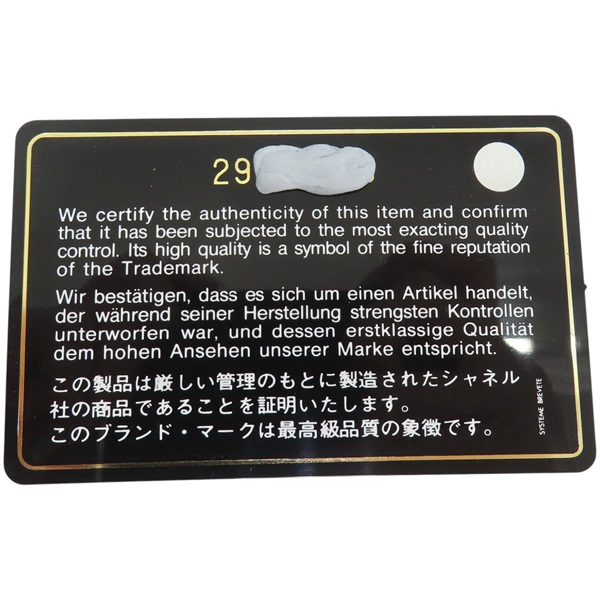 29
We certify the authenticity of this item and confirm
that it has been subjected to the most exacting quality
control. Its high quality is a symbol of the fine reputation
of the Trademark.
Wir bestätigen, dass es sich um einen Artikel handelt,
der während seiner Herstellung strengsten Kontrollen
unterworfen war, und dessen erstklassige Qualität
dem hohen Ansehen unserer Marke entspricht.
この製品は厳しい管理のもとに製造されたシャネル
社の商品であることを証明いたします。
このブランド・マークは最高級品質の象徴です。
SYSTEME BREVETE